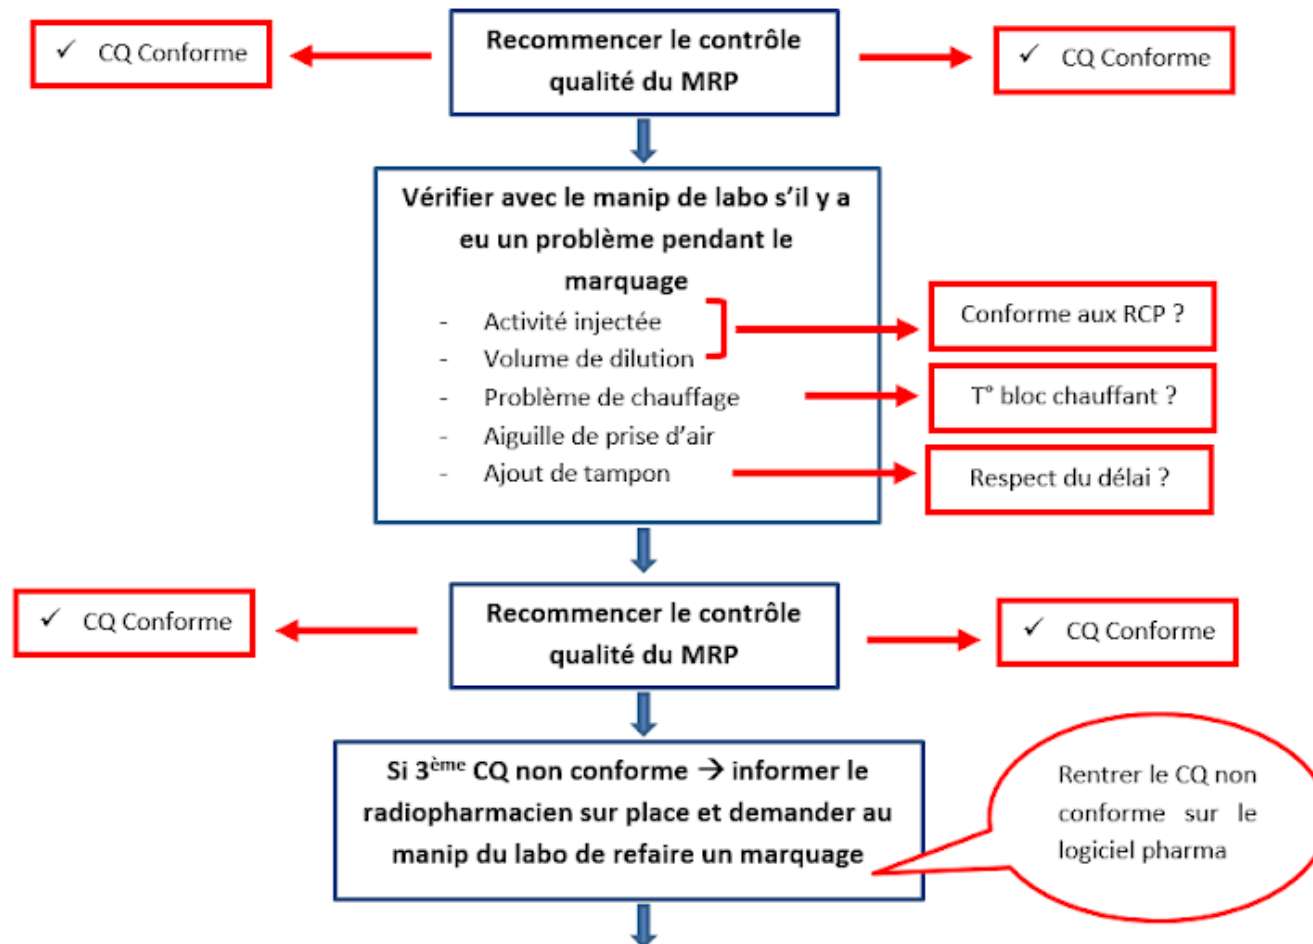 ✓ CQ Conforme
Recommencer le contrôle
qualité du MRP
✓ CQ Conforme
Vérifier avec le manip de labo s’il y a
eu un problème pendant le
marquage
- Activité injectée
- Volume de dilution
- Problème de chauffage
- Aiguille de prise d’air
- Ajout de tampon
Conforme aux RCP ?
T° bloc chauffant ?
Respect du délai ?
✓ CQ Conforme
Recommencer le contrôle
qualité du MRP
✓ CQ Conforme
Si 3ème CQ non conforme → informer le
radiopharmacien sur place et demander au
manip du labo de refaire un marquage
Rentrer le CQ non
conforme sur le
logiciel pharma